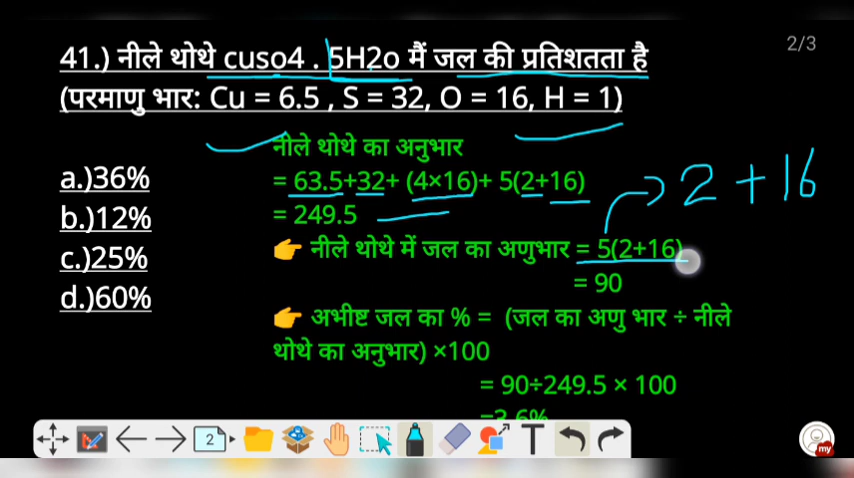 2/3
41.) नीले थोथे cuso4 . 5H2o मैं जल की प्रतिशतता है
(परमाणु भार: Cu = 6.5 , S = 32, O = 16, H = 1)
नीले थोथे का अनुभार
a.)36%
= 63.5+32+ (4×16)+ 5(2+16)
2 + 16
b.)12%
= 249.5
c.)25%
👉 नीले थोथे में जल का अणुभार = 5(2+16)
d.)60%
= 90
👉 अभीष्ट जल का % = (जल का अणु भार ÷ नीले
थोथे का अनुभार) ×100
= 90÷249.5 × 100
2
T
my